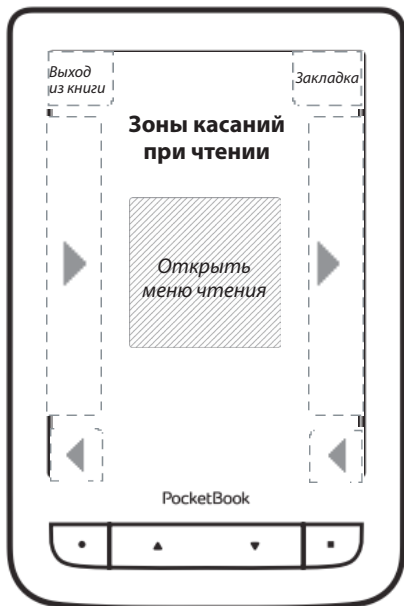 Выход
из книги
Закладка
Зоны касаний
при чтении
Открыть
меню чтения
PocketBook